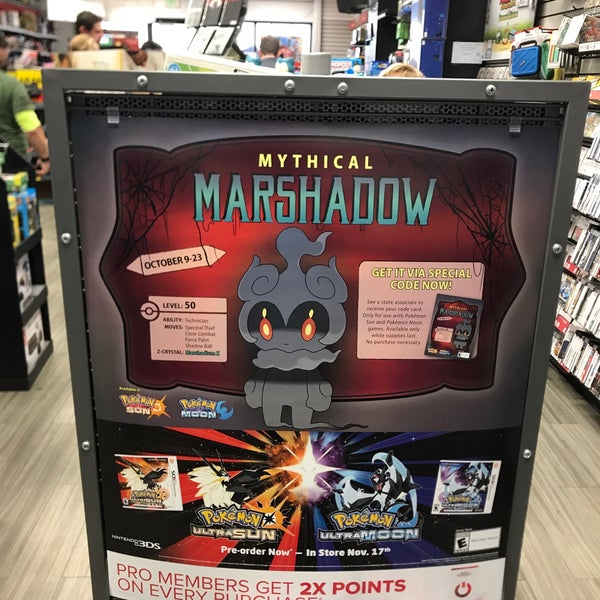 MYTHICAL
MARSHADOW
OCTOBER 9-23
LEVEL: 50
ABILITY: Technician
MOVES: Spectral Thief
Close Combat
Force Palm
Shadow Ball
Z-CRYSTAL: Marshadium Z
GET IT VIA SPECIAL
CODE NOW!
See a store associate to
receive your code card.
Only for use with Pokémon
Sun and Pokémon Moon
games. Available only
while supplies last.
No purchase necessary.
MYTHICAL
MARSHADOW
Available in
POKÉMON
SUN
POKÉMON
MOON
POKÉMON
ULTRA SUN
POKÉMON
ULTRA MOON
NINTENDO 3DS
Pre-order Now* — In Store Nov. 17th
E
PRO MEMBERS GET 2X POINTS
ON EVERY PURCHASE